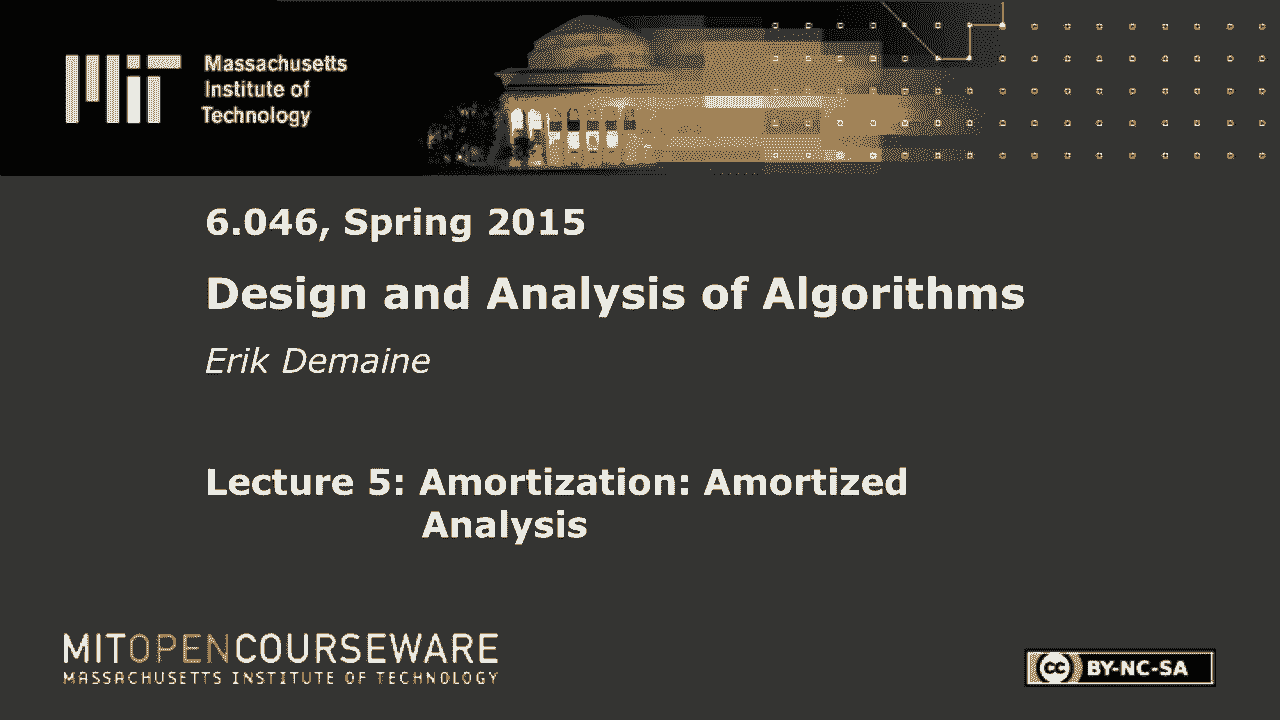 Massachusetts
Institute of
Technology
6.046, Spring 2015
Design and Analysis of Algorithms
Erik Demaine
Lecture 5: Amortization: Amortized
Analysis
MITOPENCOURSEWARE
MASSACHUSETTS INSTITUTE OF TECHNOLOGY
cc BY-NC-SA